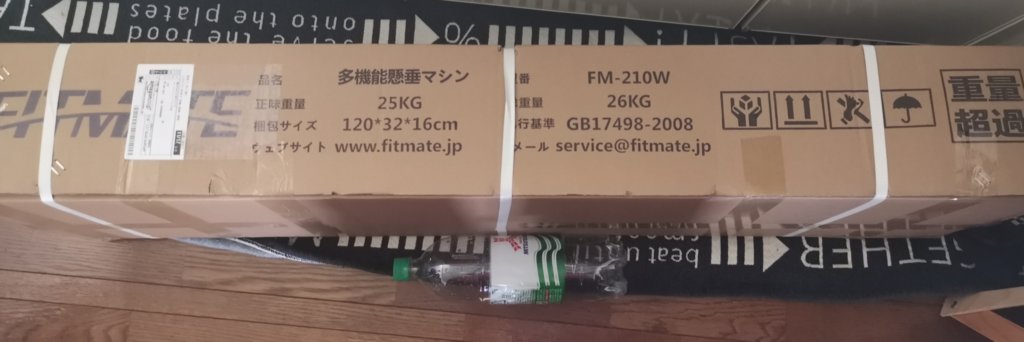 TA
onto the plates
serve the food
%
FITMATE
品名 多機能懸垂マシン
FM-210W
正味重量 25KG
重量 26KG
梱包サイズ 120*32*16cm
行基準 GB17498-2008
ウェブサイト www.fitmate.jp
メール service@fitmate.jp
重量
超過
beat until
GETHER